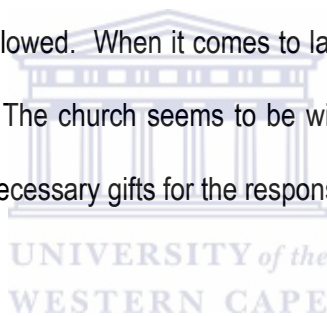 llowed. When it comes to la
The church seems to be wi
ecessary gifts for the respons
UNIVERSITY of the
WESTERN CAPE